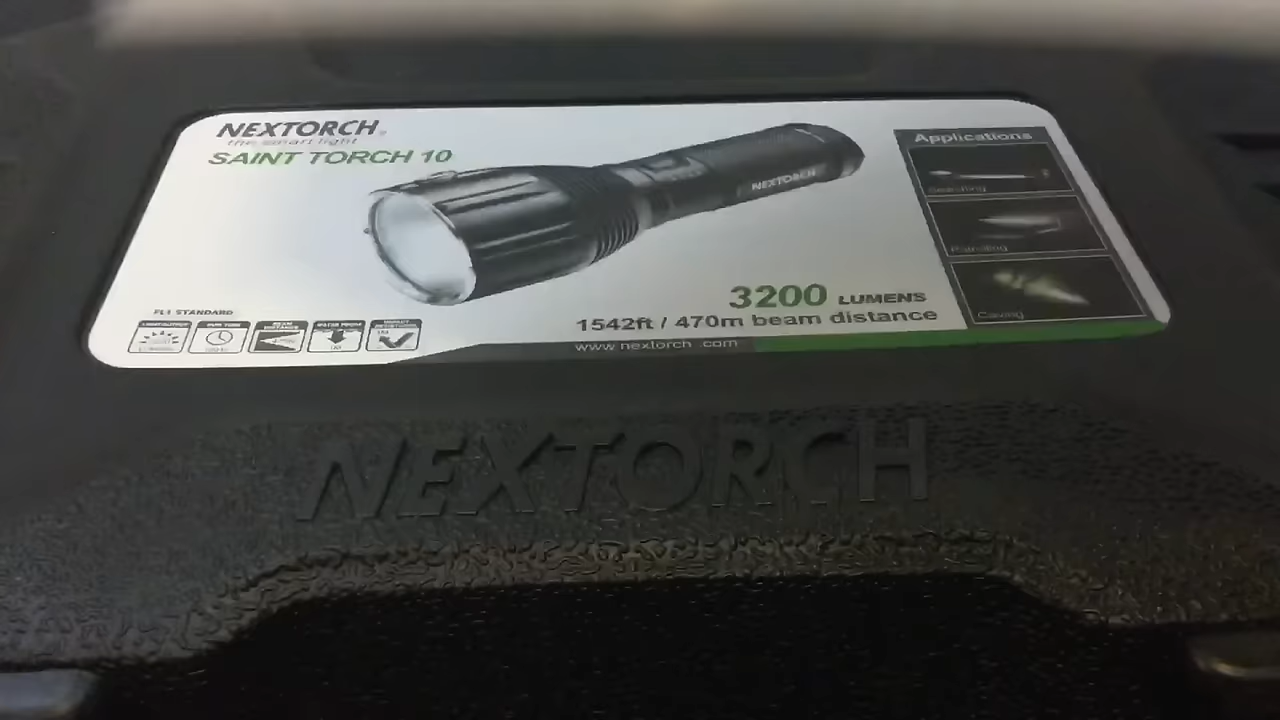 NEXTORCH
the smart light
SAINT TORCH 10
NEXTORCH
Applications
Searching
Patrolling
Caving
3200 LUMENS
1542ft / 470m beam distance
www.nextorch.com
FL1 STANDARD
NEXTORCH